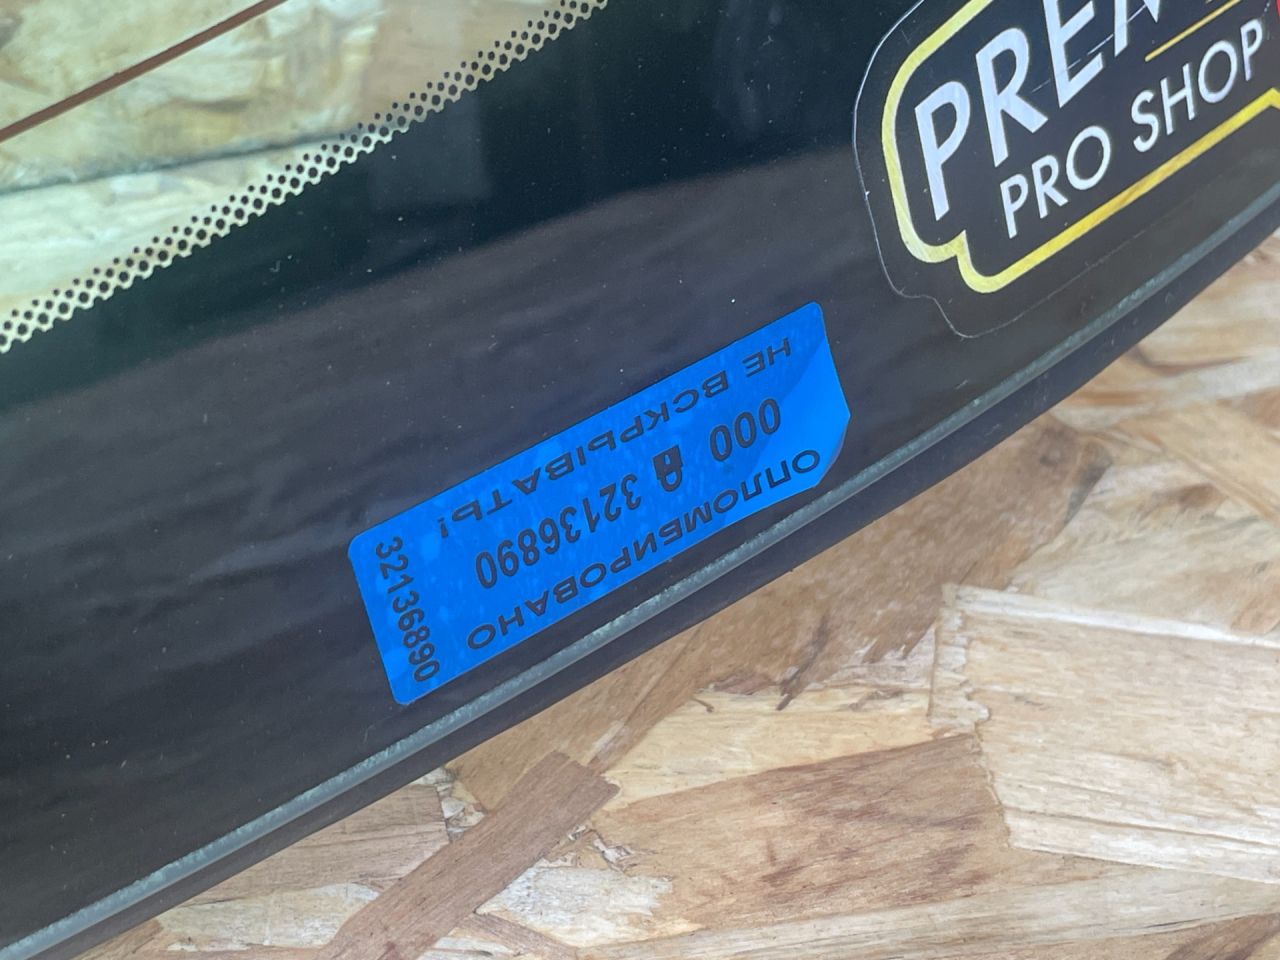 PRO SHOP
ОПЛОМБИРОВАНО
000 32136890
НЕ ВСКРЫВАТЬ!
32136890